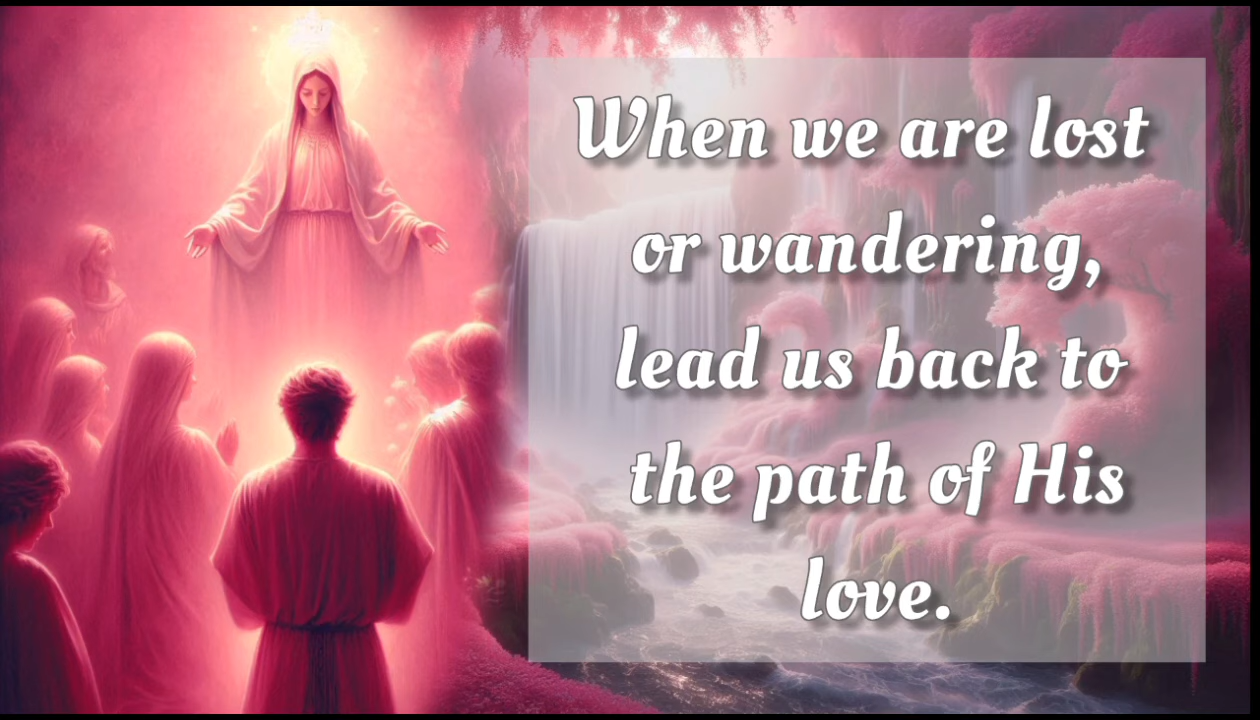 When we are lost
or wandering,
lead us back to
the path of His
love.